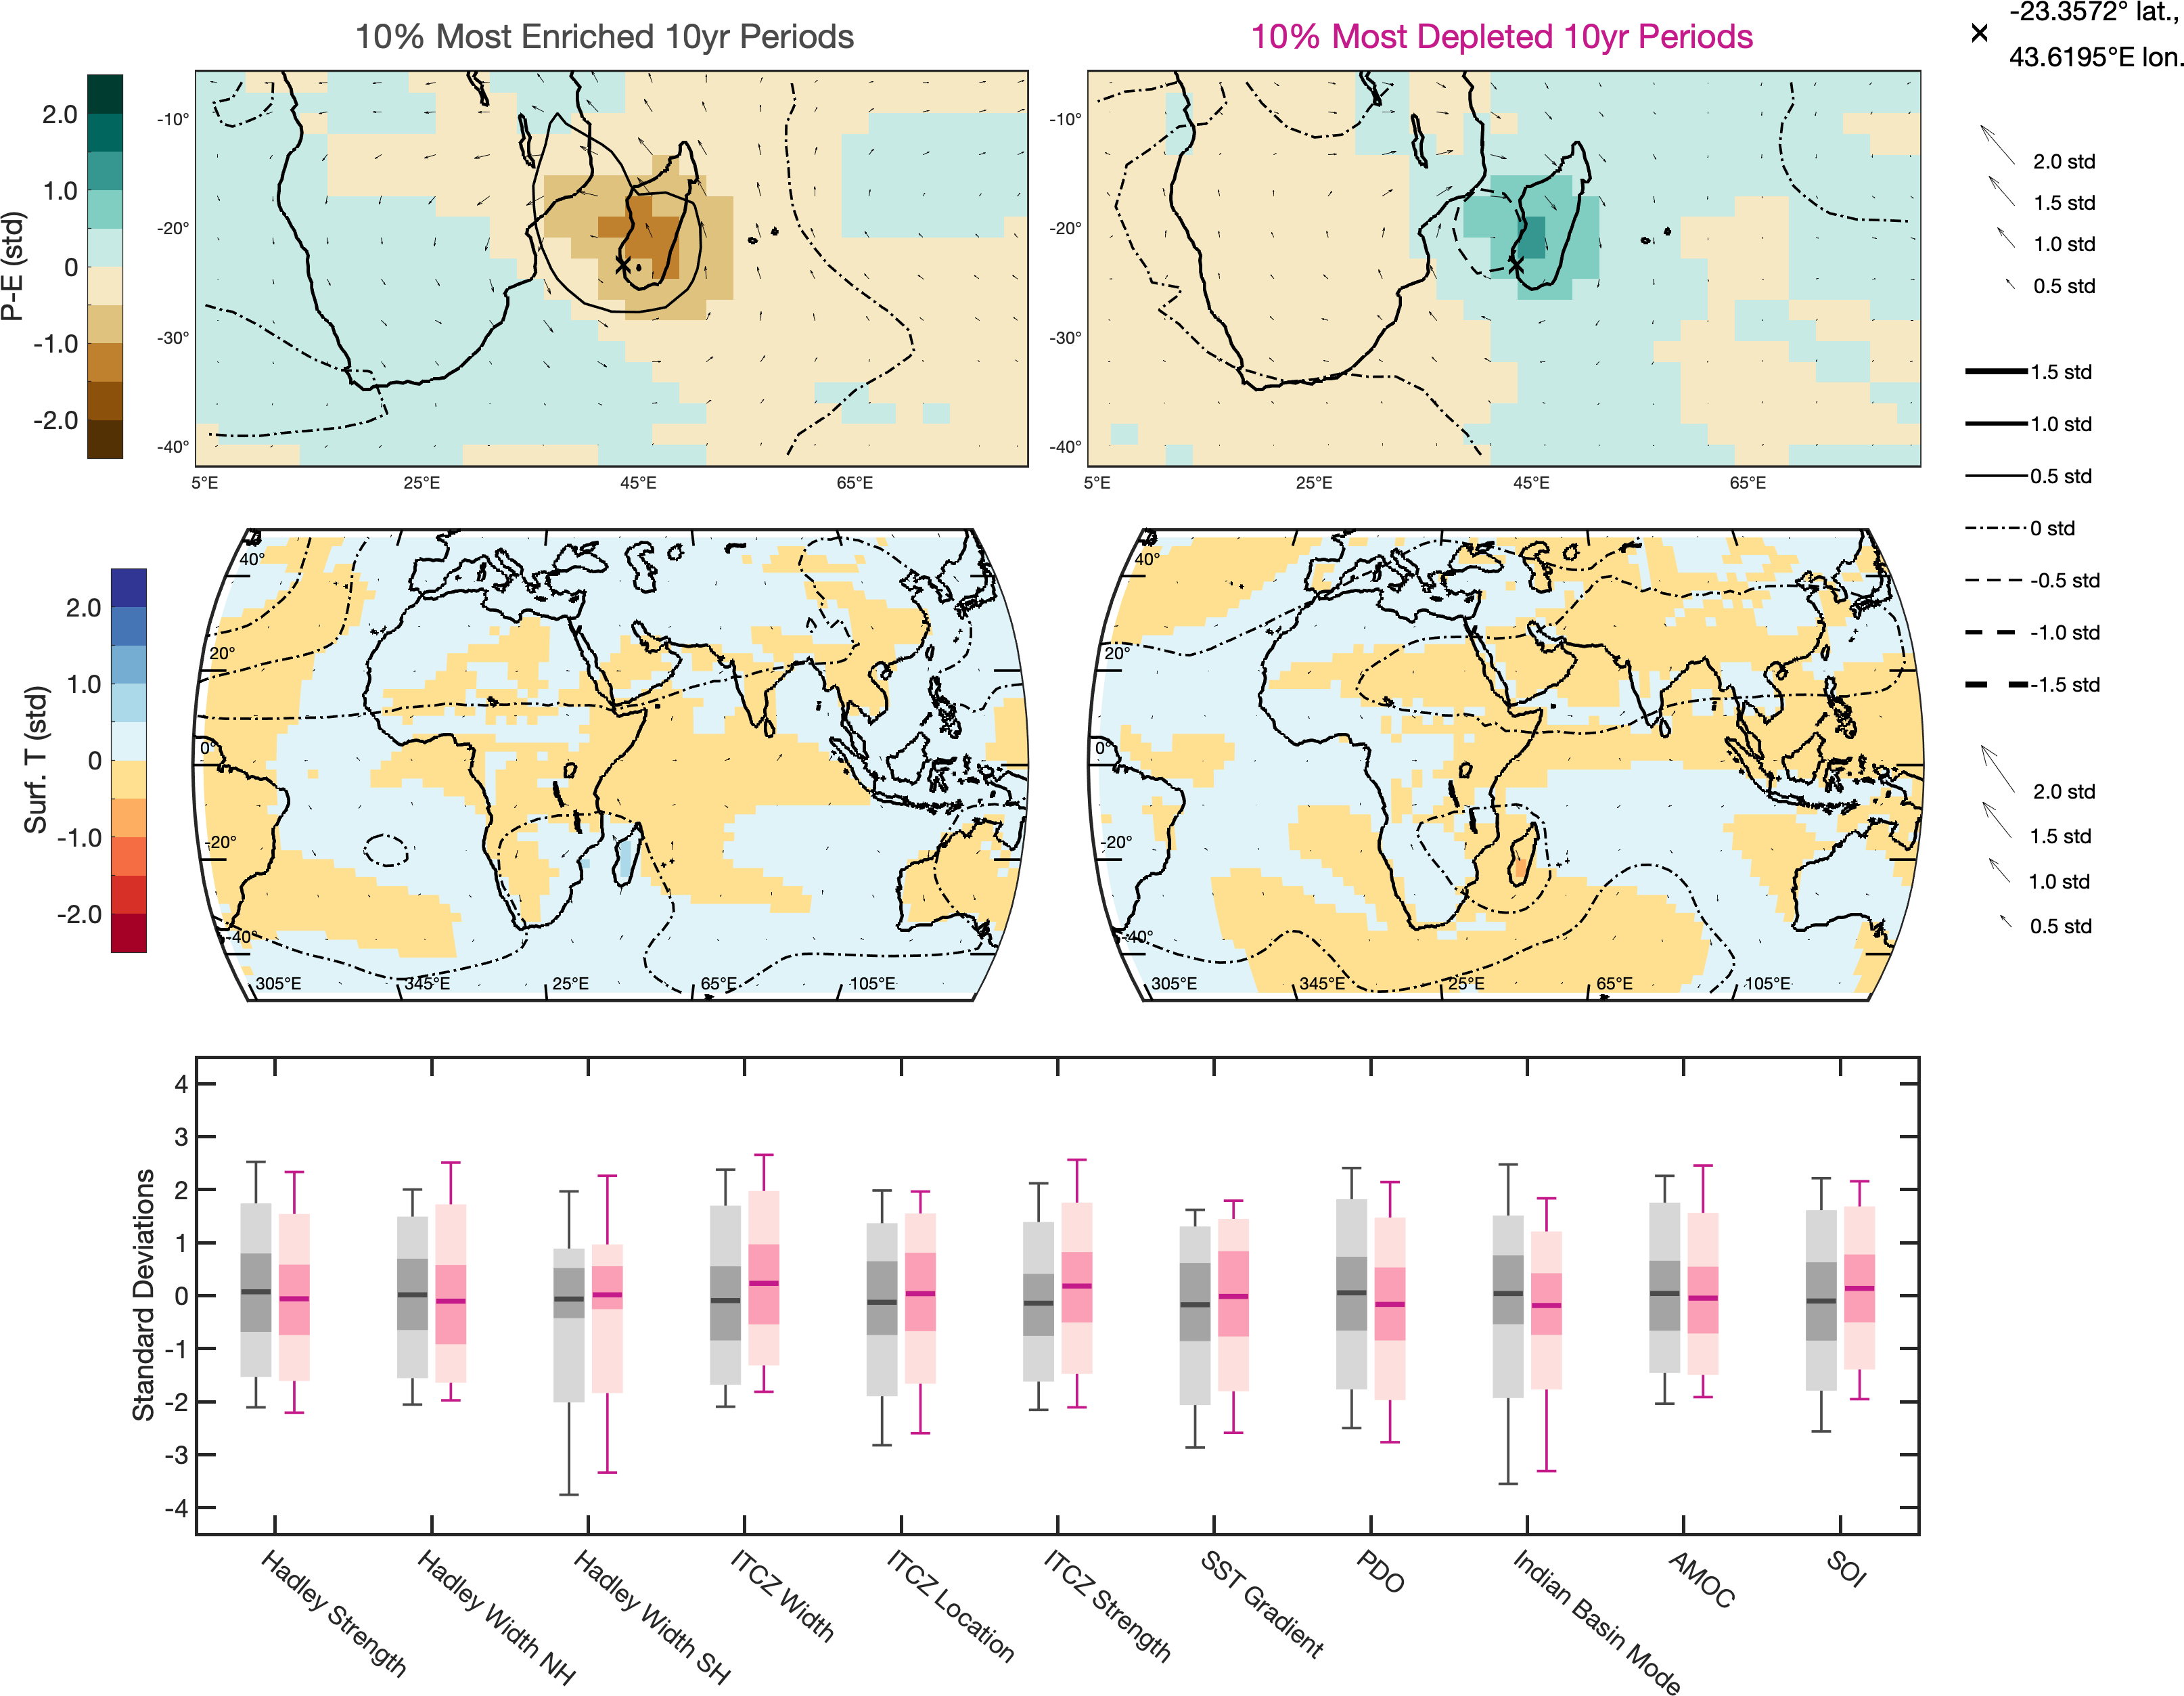 10% Most Enriched 10yr Periods
10% Most Depleted 10yr Periods
-23.3572° lat.,
43.6195°E lon.
P-E (std)
2.0
1.0
0
-1.0
-2.0
-10°
-20°
-30°
-40°
5°E 25°E 45°E 65°E
-10°
-20°
-30°
-40°
5°E 25°E 45°E 65°E
2.0 std
1.5 std
1.0 std
0.5 std
1.5 std
1.0 std
0.5 std
0 std
-0.5 std
-1.0 std
-1.5 std
2.0 std
1.5 std
1.0 std
0.5 std
Surf. T (std)
2.0
1.0
0
-1.0
-2.0
40°
20°
0°
-20°
-40°
305°E 345°E 25°E 65°E 105°E
40°
20°
0°
-20°
-40°
305°E 345°E 25°E 65°E 105°E
Standard Deviations
4
3
2
1
0
-1
-2
-3
-4
Hadley Strength
Hadley Width NH
Hadley Width SH
ITCZ Width
ITCZ Location
ITCZ Strength
SST Gradient
PDO
Indian Basin Mode
AMOC
SOI